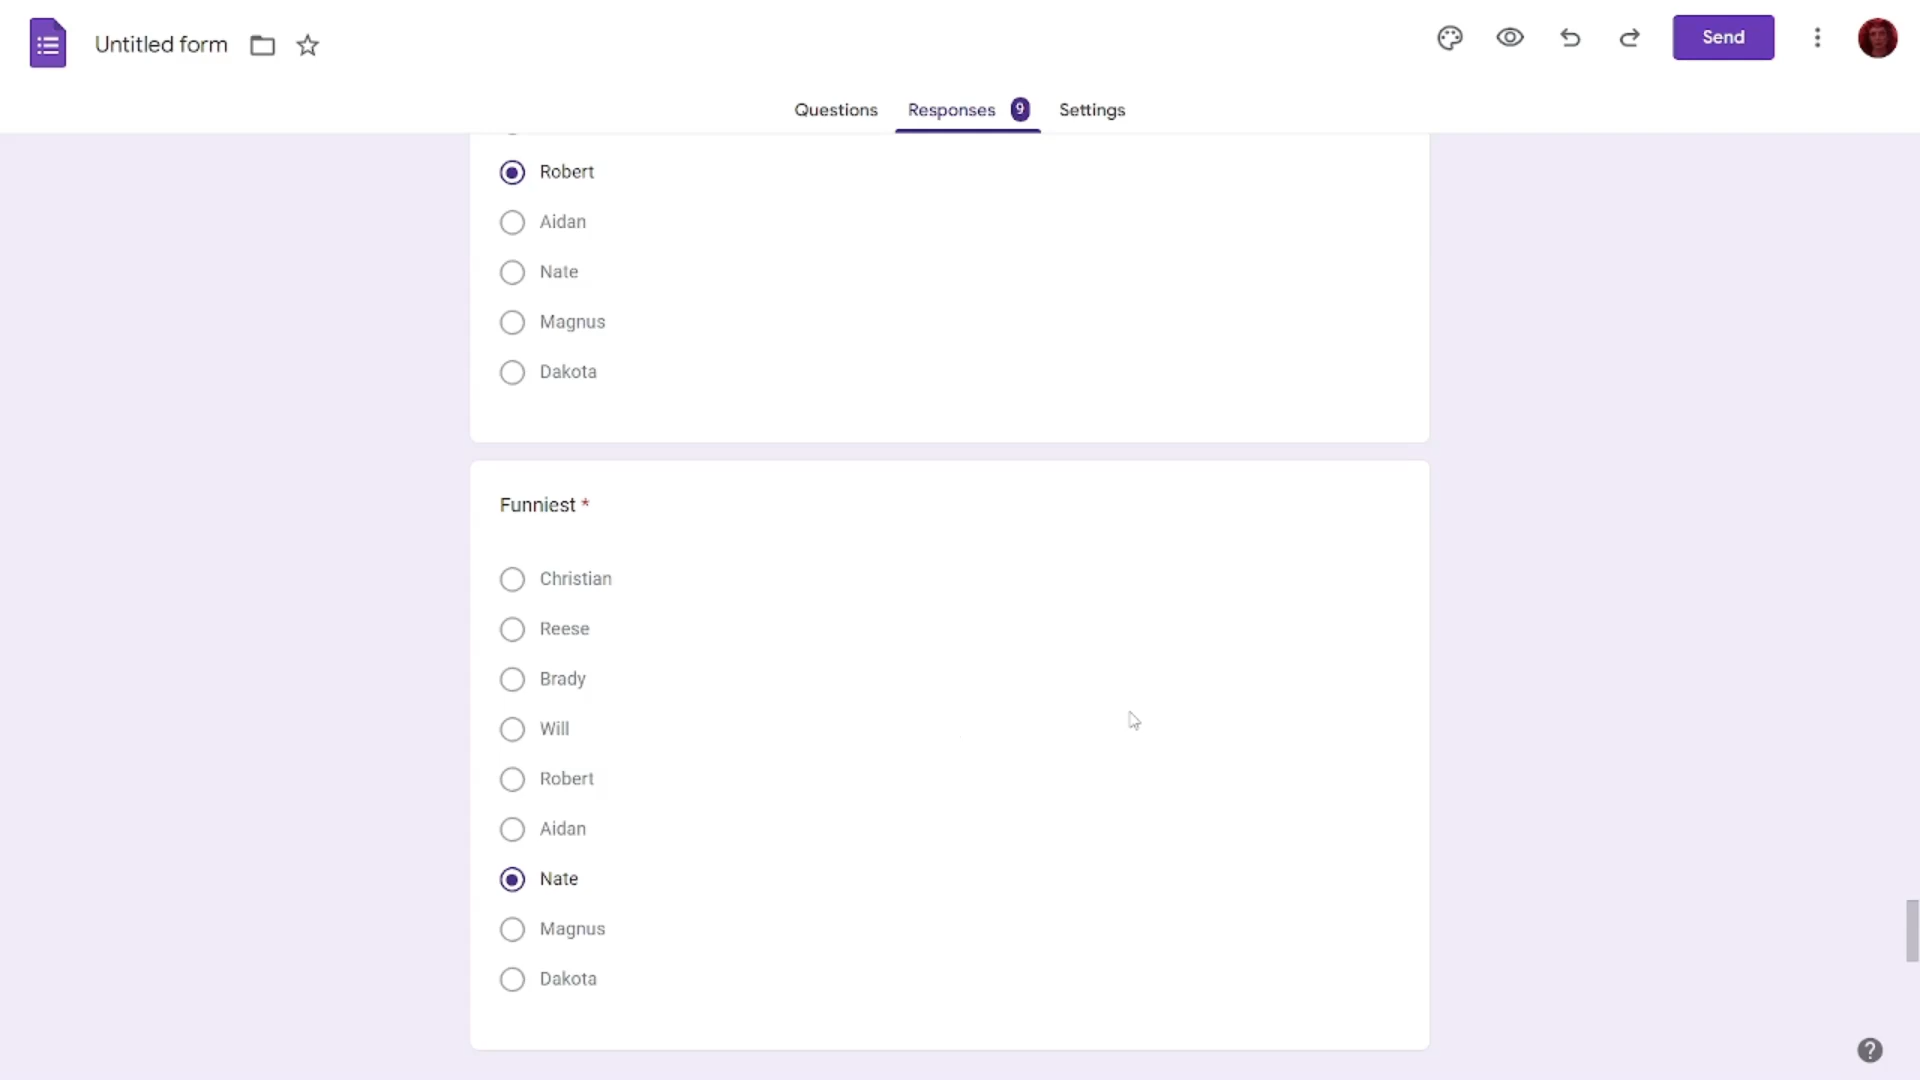 Untitled form
Send
Questions Responses 9 Settings
Robert
Aidan
Nate
Magnus
Dakota
Funniest *
Christian
Reese
Brady
Will
Robert
Aidan
Nate
Magnus
Dakota
?